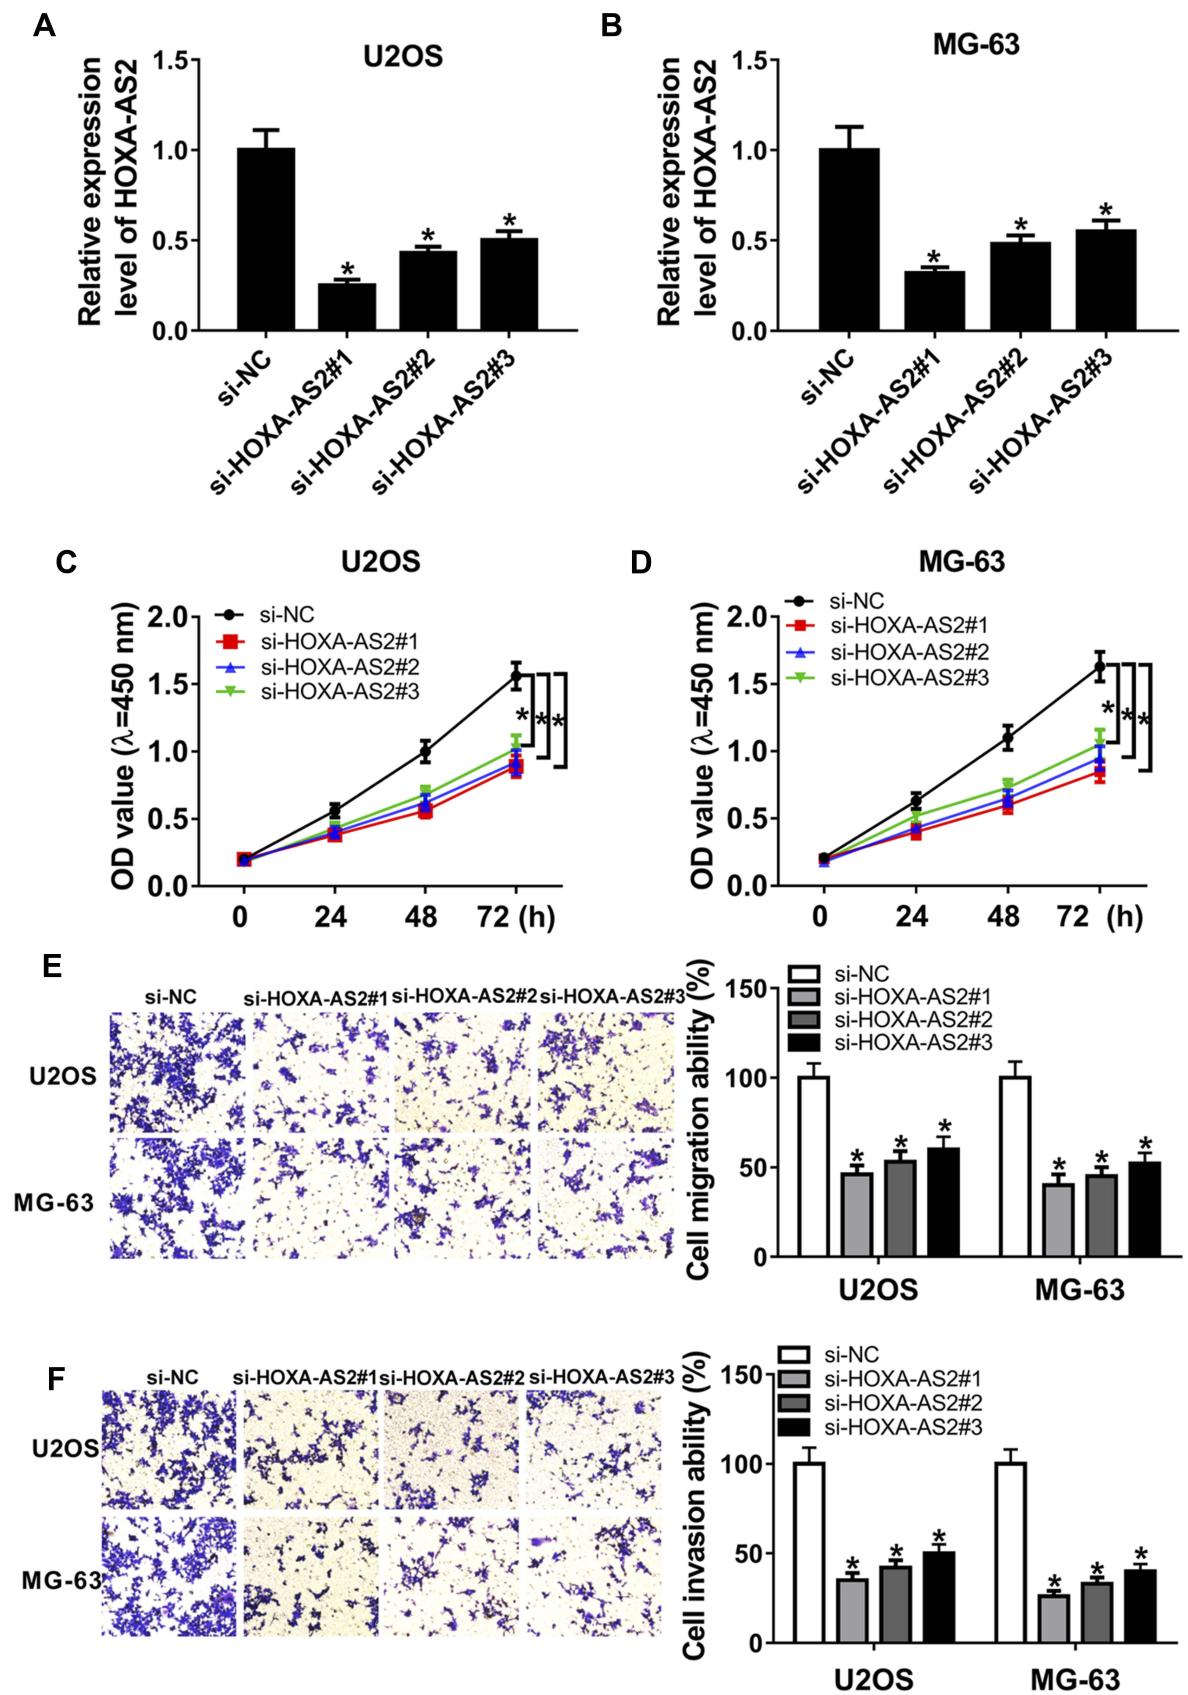 A
U2OS
Relative expression
level of HOXA-AS2
1.5
1.0
0.5
0.0
si-NC
si-HOXA-AS2#1
si-HOXA-AS2#2
si-HOXA-AS2#3
*
*
*
B
MG-63
Relative expression
level of HOXA-AS2
1.5
1.0
0.5
0.0
si-NC
si-HOXA-AS2#1
si-HOXA-AS2#2
si-HOXA-AS2#3
*
*
*
C
U2OS
OD value (λ=450 nm)
2.0
1.5
1.0
0.5
0.0
si-NC
si-HOXA-AS2#1
si-HOXA-AS2#2
si-HOXA-AS2#3
* * *
0 24 48 72 (h)
D
MG-63
OD value (λ=450 nm)
2.0
1.5
1.0
0.5
0.0
si-NC
si-HOXA-AS2#1
si-HOXA-AS2#2
si-HOXA-AS2#3
* * *
0 24 48 72 (h)
E
si-NC si-HOXA-AS2#1 si-HOXA-AS2#2 si-HOXA-AS2#3
U2OS
MG-63
Cell migration ability (%)
150
100
50
0
si-NC
si-HOXA-AS2#1
si-HOXA-AS2#2
si-HOXA-AS2#3
* * * * * *
U2OS MG-63
F
si-NC si-HOXA-AS2#1 si-HOXA-AS2#2 si-HOXA-AS2#3
U2OS
MG-63
Cell invasion ability (%)
150
100
50
0
si-NC
si-HOXA-AS2#1
si-HOXA-AS2#2
si-HOXA-AS2#3
* * * * * *
U2OS MG-63